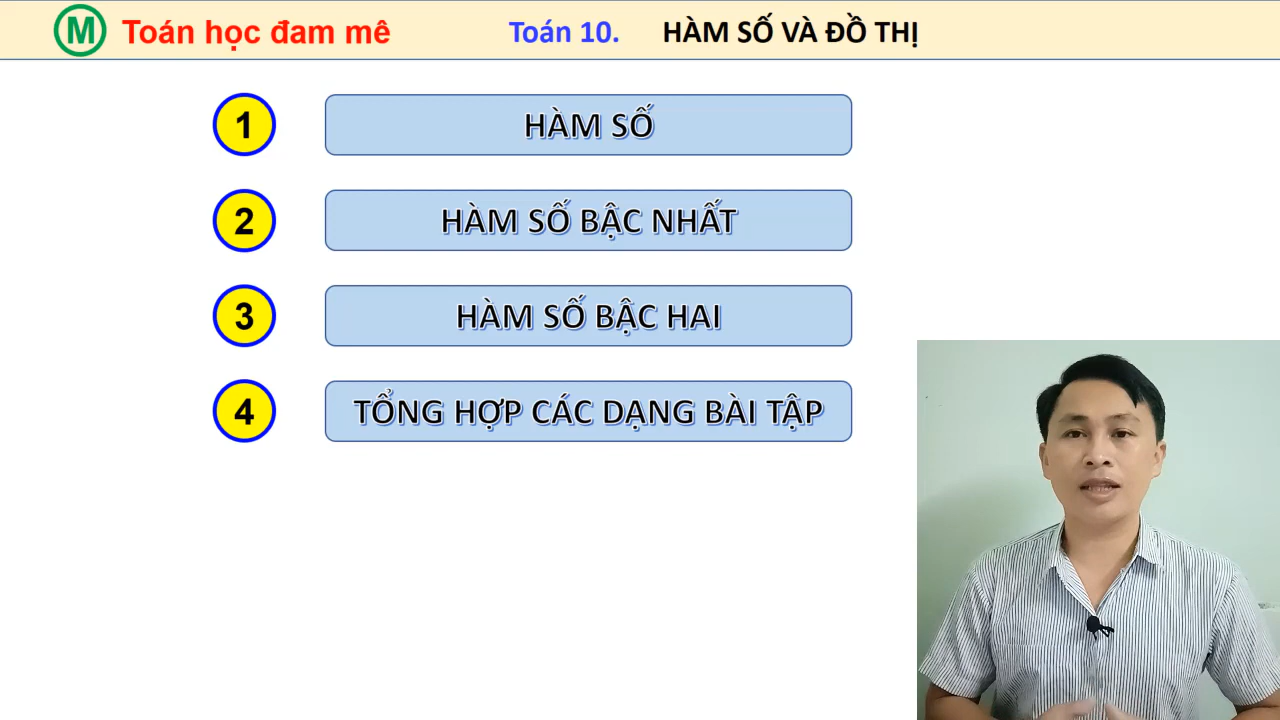 M Toán học đam mê Toán 10. HÀM SỐ VÀ ĐỒ THỊ
1 HÀM SỐ
2 HÀM SỐ BẬC NHẤT
3 HÀM SỐ BẬC HAI
4 TỔNG HỢP CÁC DẠNG BÀI TẬP